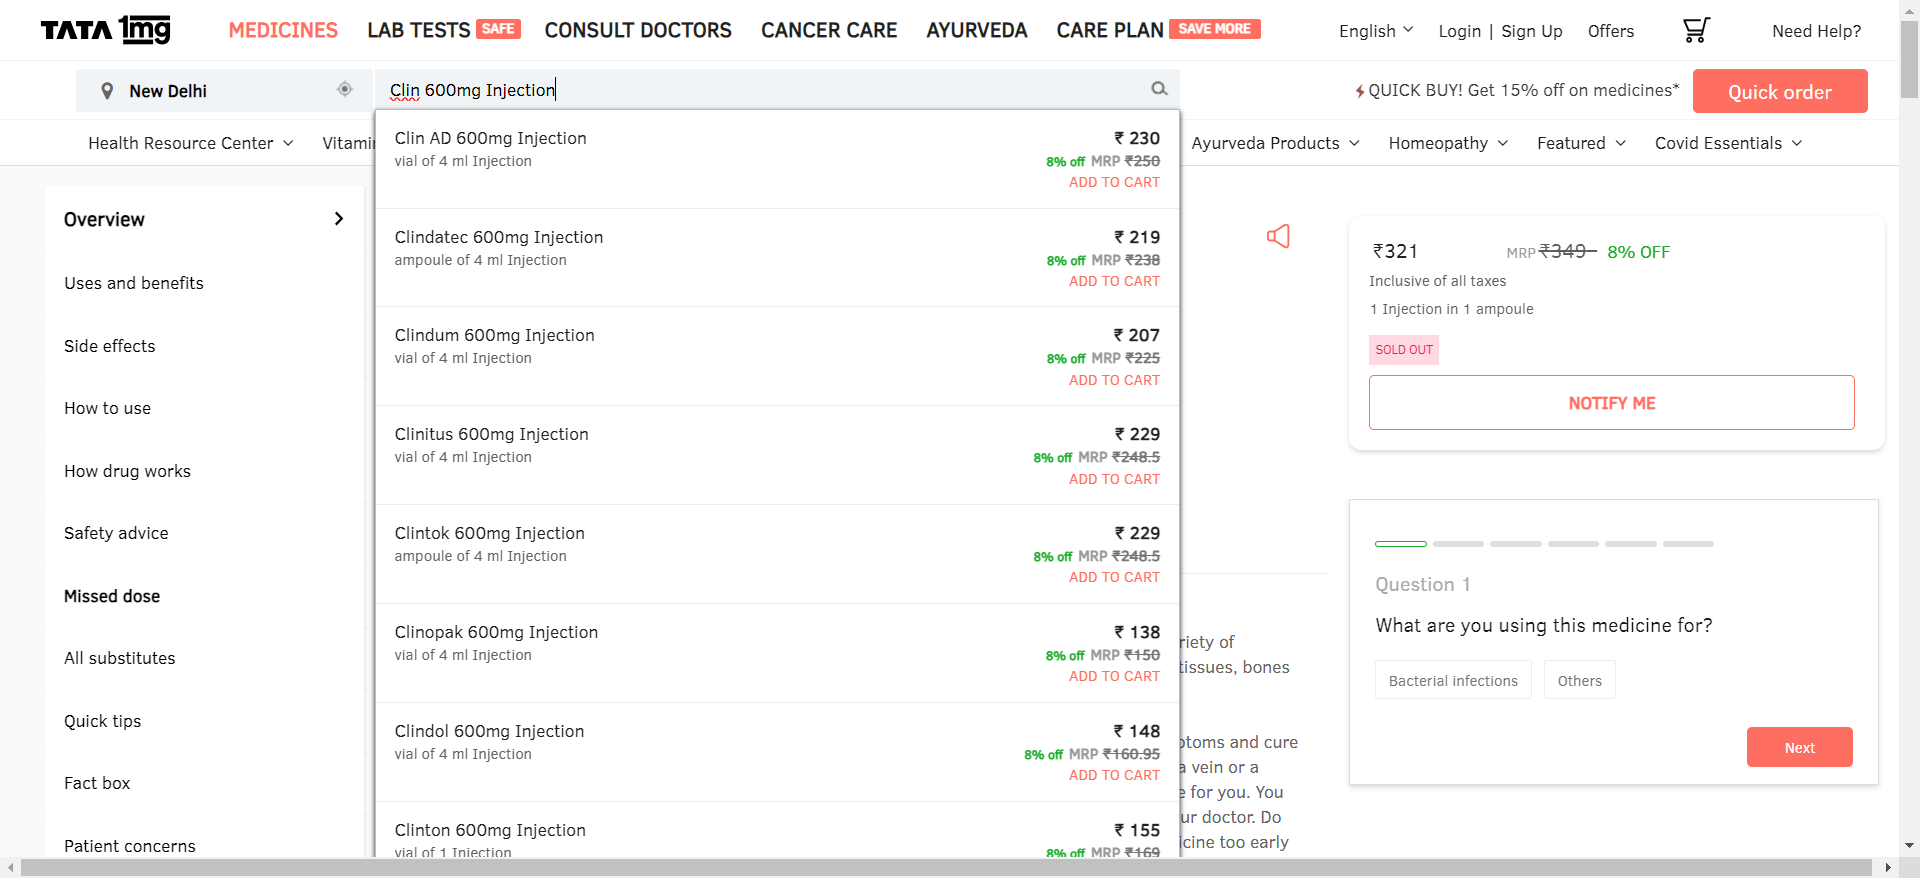 TATA 1mg
MEDICINES LAB TESTS SAFE CONSULT DOCTORS CANCER CARE AYURVEDA CARE PLAN SAVE MORE English Login | Sign Up Offers Need Help?
New Delhi
Clin 600mg Injection
QUICK BUY! Get 15% off on medicines*
Quick order
Health Resource Center Vitamin Ayurveda Products Homeopathy Featured Covid Essentials
Overview
Uses and benefits
Side effects
How to use
How drug works
Safety advice
Missed dose
All substitutes
Quick tips
Fact box
Patient concerns
Clin AD 600mg Injection ₹ 230
vial of 4 ml Injection 8% off MRP ₹250
ADD TO CART
Clindatec 600mg Injection ₹ 219
ampoule of 4 ml Injection 8% off MRP ₹238
ADD TO CART
Clindum 600mg Injection ₹ 207
vial of 4 ml Injection 8% off MRP ₹225
ADD TO CART
Clinitus 600mg Injection ₹ 229
vial of 4 ml Injection 8% off MRP ₹248.5
ADD TO CART
Clintok 600mg Injection ₹ 229
ampoule of 4 ml Injection 8% off MRP ₹248.5
ADD TO CART
Clinopak 600mg Injection ₹ 138
vial of 4 ml Injection 8% off MRP ₹150
ADD TO CART
Clindol 600mg Injection ₹ 148
vial of 4 ml Injection 8% off MRP ₹160.95
ADD TO CART
Clinton 600mg Injection ₹ 155
vial of 1 Injection 8% off MRP ₹169
riety of
tissues, bones
ptoms and cure
a vein or a
e for you. You
ur doctor. Do
icine too early
₹321 MRP ₹349 8% OFF
Inclusive of all taxes
1 Injection in 1 ampoule
SOLD OUT
NOTIFY ME
Question 1
What are you using this medicine for?
Bacterial infections Others
Next